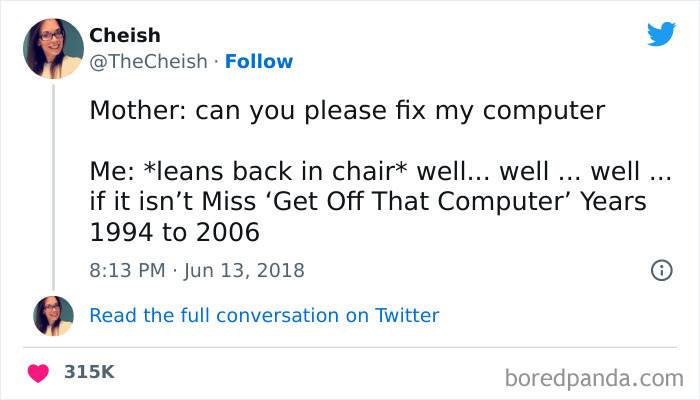 Cheish
@TheCheish · Follow
Mother: can you please fix my computer
Me: *leans back in chair* well... well ... well ...
if it isn’t Miss ‘Get Off That Computer’ Years
1994 to 2006
8:13 PM · Jun 13, 2018
Read the full conversation on Twitter
315K
boredpanda.com